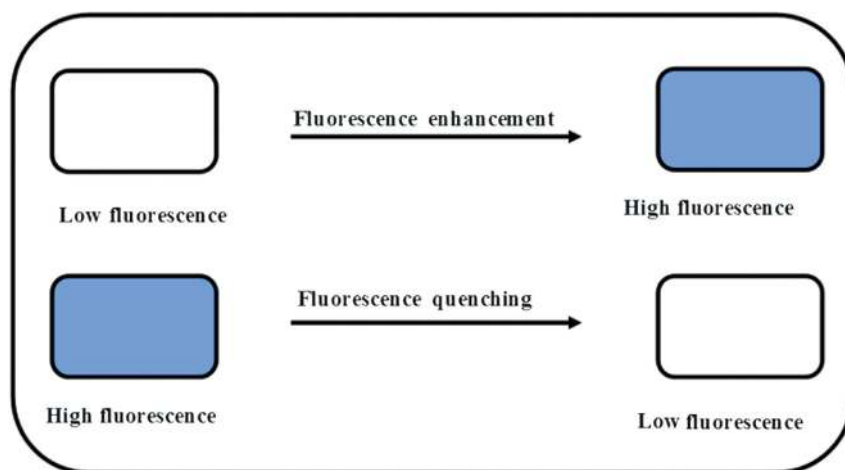 Fluorescence enhancement
Low fluorescence
High fluorescence
Fluorescence quenching
High fluorescence
Low fluorescence